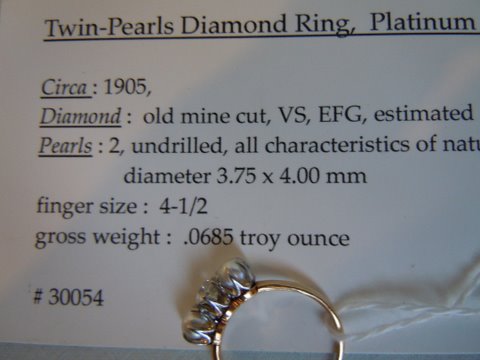 Twin-Pearls Diamond Ring, Platinum
Circa : 1905,
Diamond : old mine cut, VS, EFG, estimated
Pearls : 2, undrilled, all characteristics of
diameter 3.75 x 4.00 mm
finger size : 4-1/2
gross weight : .0685 troy ounce
# 30054